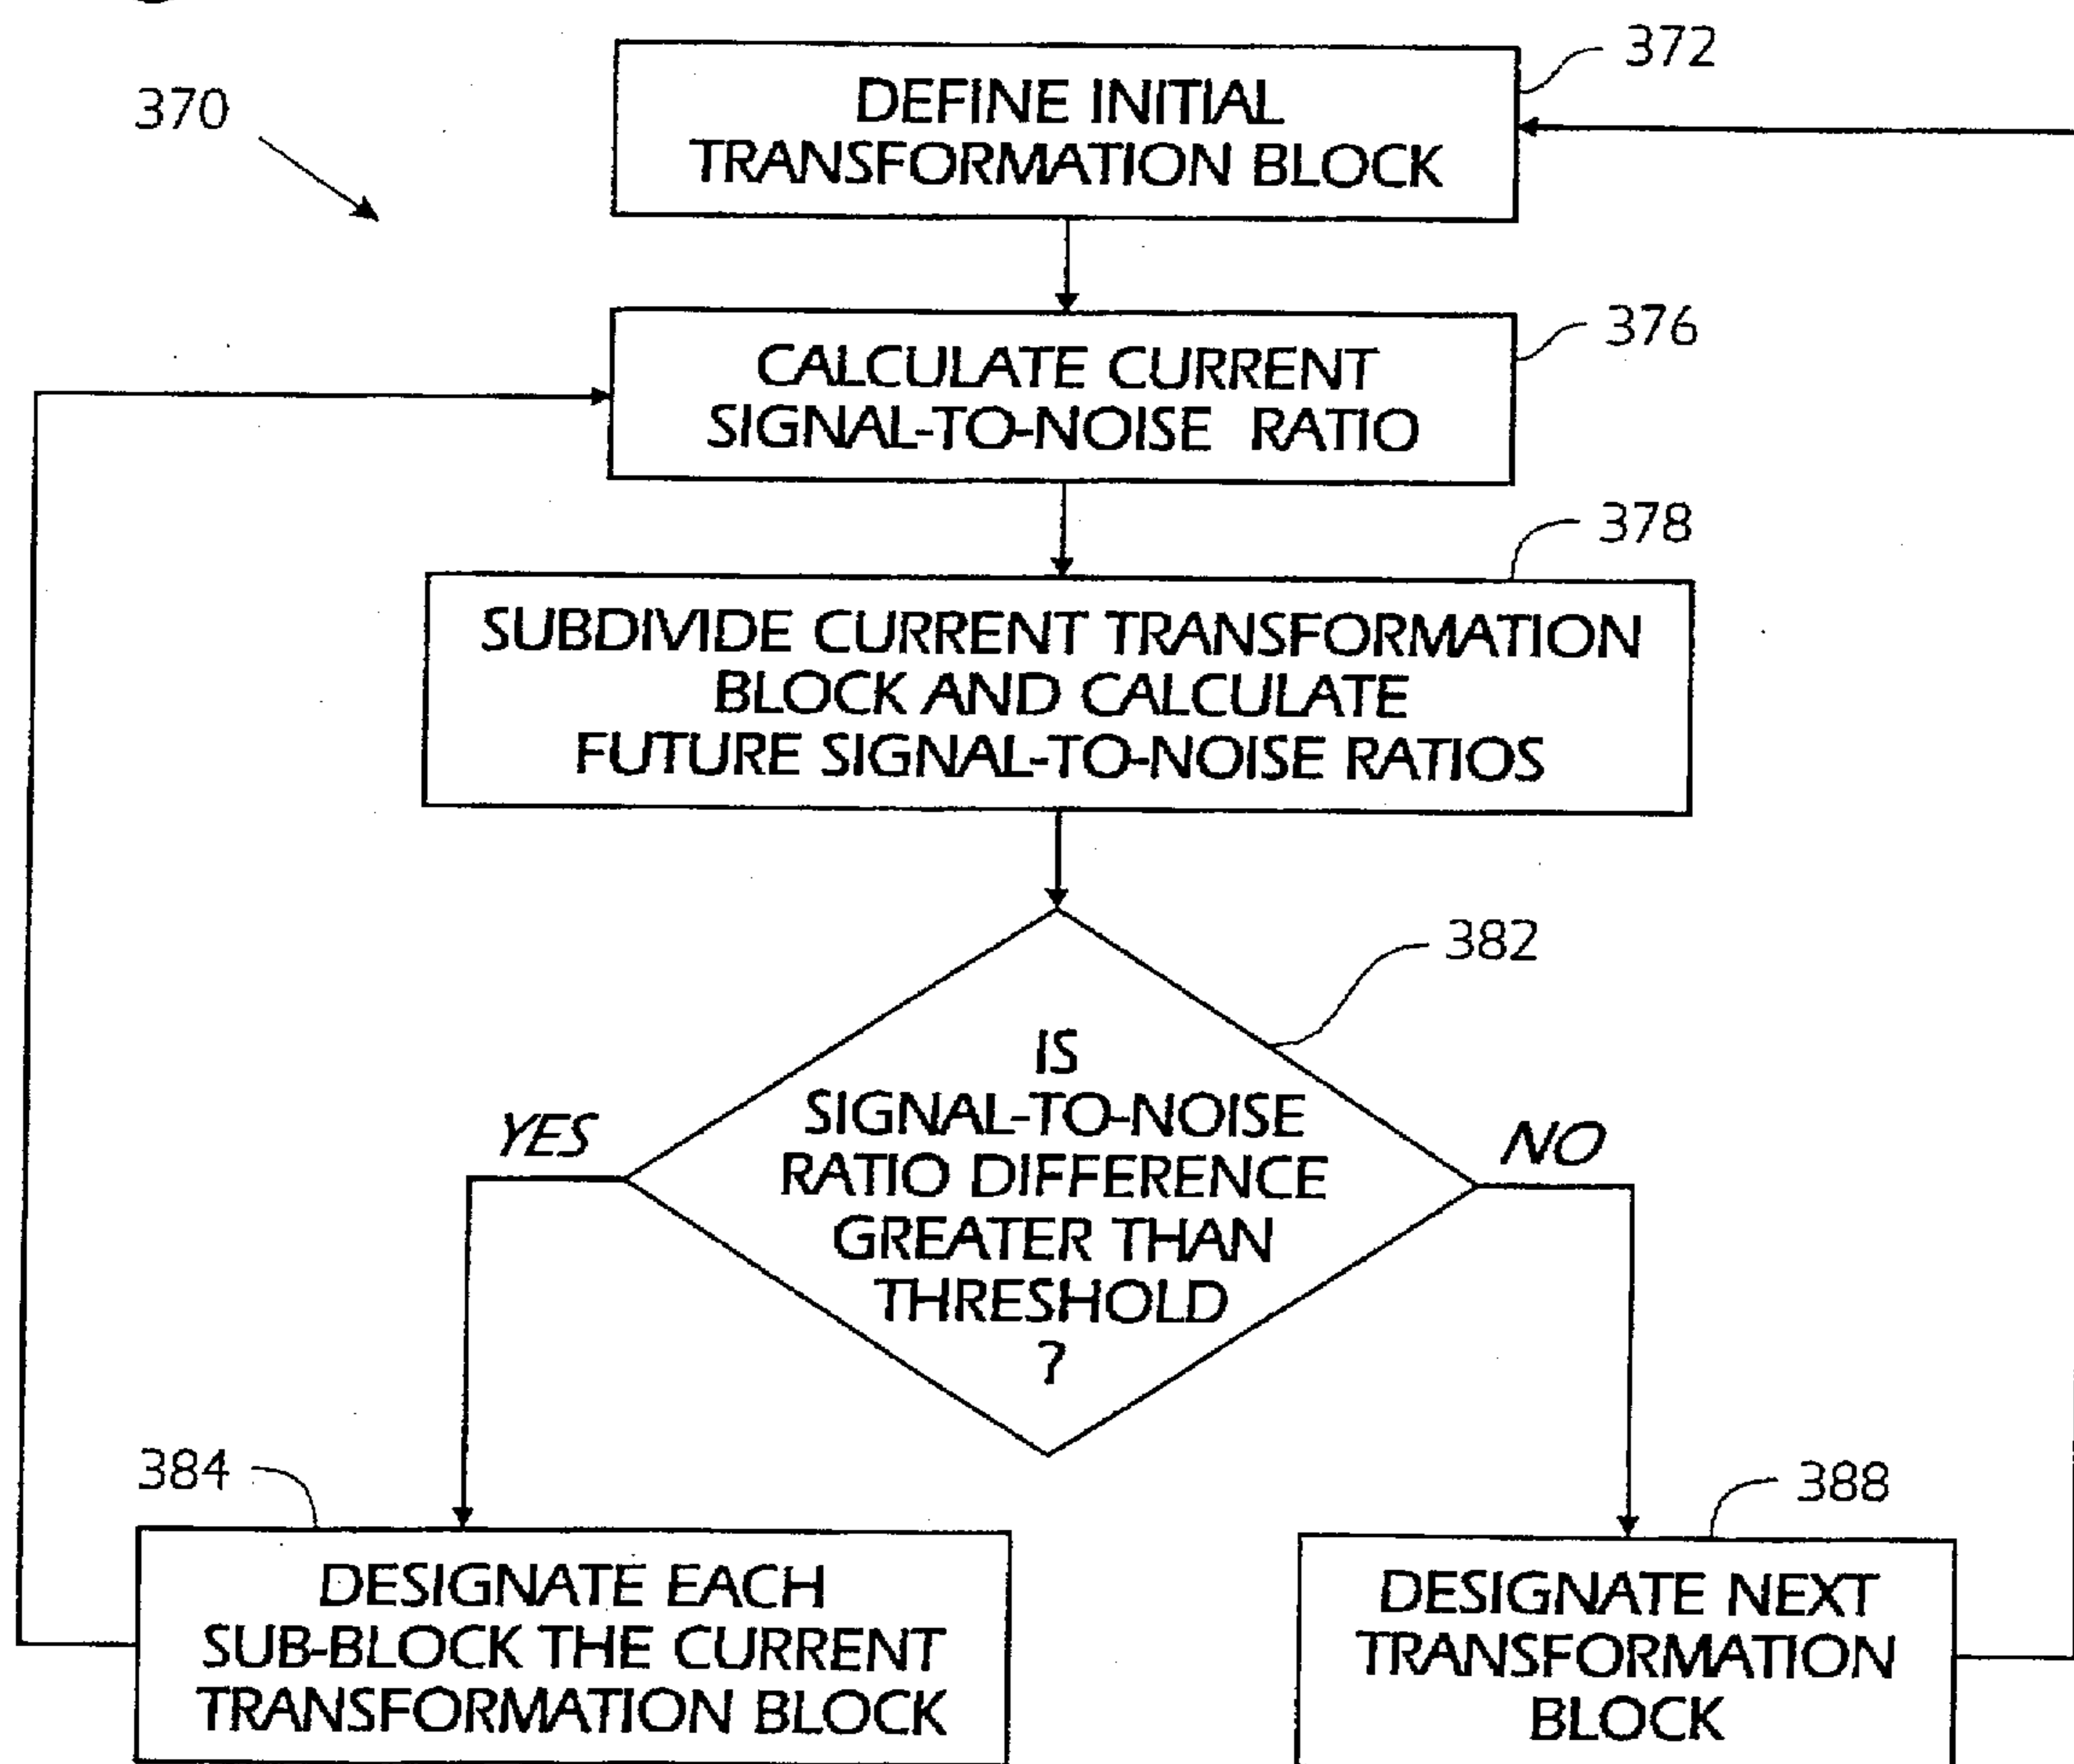 372
370
DEFINE INITIAL
TRANSFORMATION BLOCK
376
CALCULATE CURRENT
SIGNAL-TO-NOISE RATIO
378
SUBDIVIDE CURRENT TRANSFORMATION
BLOCK AND CALCULATE
FUTURE SIGNAL-TO-NOISE RATIOS
382
IS
SIGNAL-TO-NOISE
RATIO DIFFERENCE
GREATER THAN
THRESHOLD
?
YES
NO
384
388
DESIGNATE EACH
SUB-BLOCK THE CURRENT
TRANSFORMATION BLOCK
DESIGNATE NEXT
TRANSFORMATION
BLOCK